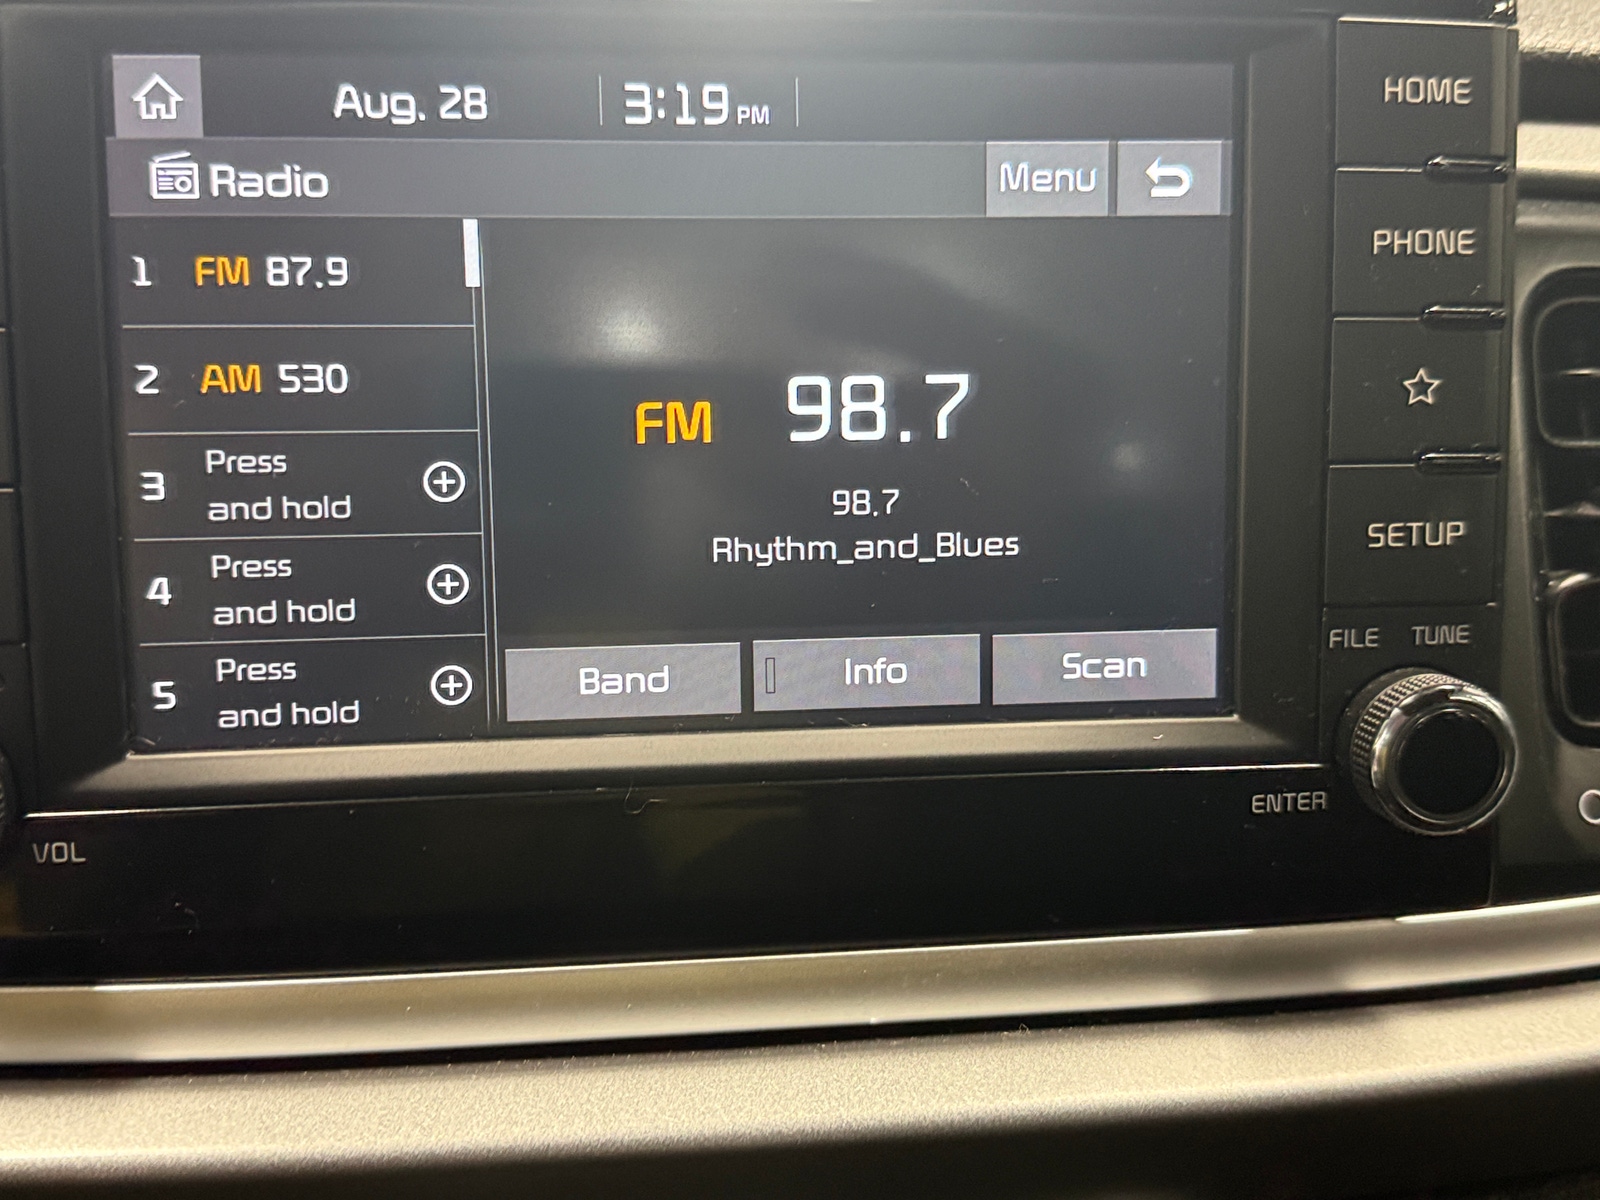 Aug. 28
3:19 PM
Radio
Menu
1 FM 87.9
2 AM 530
3 Press
and hold
4 Press
and hold
5 Press
and hold
FM 98.7
98.7
Rhythm_and_Blues
Band
Info
Scan
HOME
PHONE
SETUP
FILE TUNE
ENTER
VOL